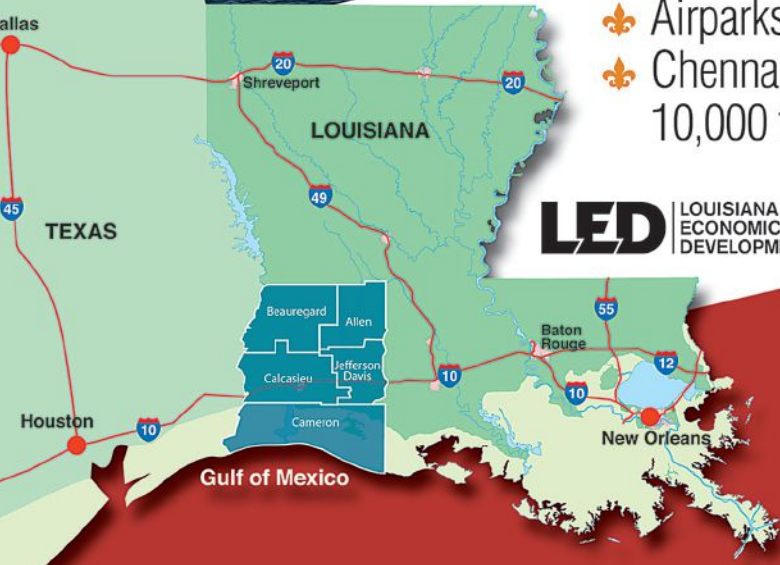 Airparks
Chenna
10,000
allas
20
Shreveport
20
LOUISIANA
49
45
TEXAS
LED
LOUISIANA
ECONOMIC
DEVELOPME
Beauregard
Allen
55
Baton
Rouge
Calcasieu
Jefferson
Davis
10
12
10
Cameron
Houston
10
New Orleans
Gulf of Mexico